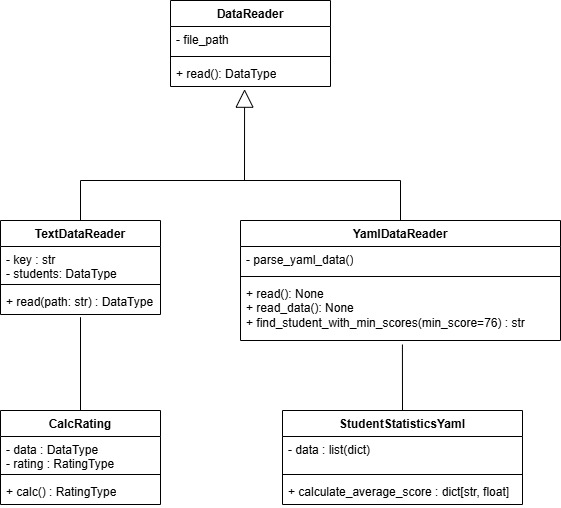 DataReader
- file_path
+ read(): DataType
TextDataReader
- key : str
- students: DataType
+ read(path: str) : DataType
YamlDataReader
- parse_yaml_data()
+ read(): None
+ read_data(): None
+ find_student_with_min_scores(min_score=76) : str
CalcRating
- data : DataType
- rating : RatingType
+ calc() : RatingType
StudentStatisticsYaml
- data : list(dict)
+ calculate_average_score : dict[str, float]